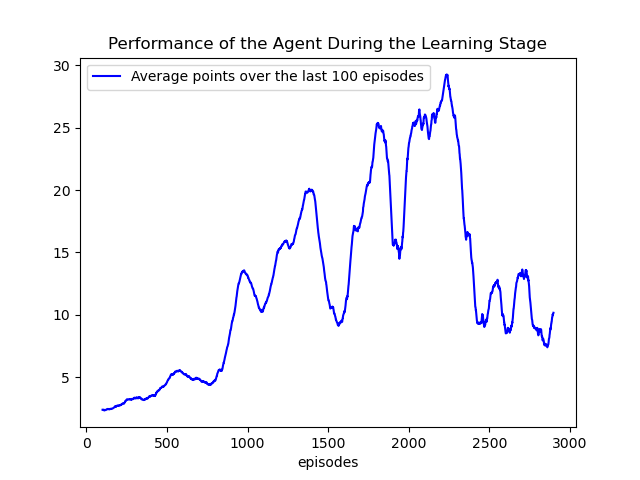 Performance of the Agent During the Learning Stage
Average points over the last 100 episodes
30
25
20
15
10
5
0 500 1000 1500 2000 2500 3000
episodes